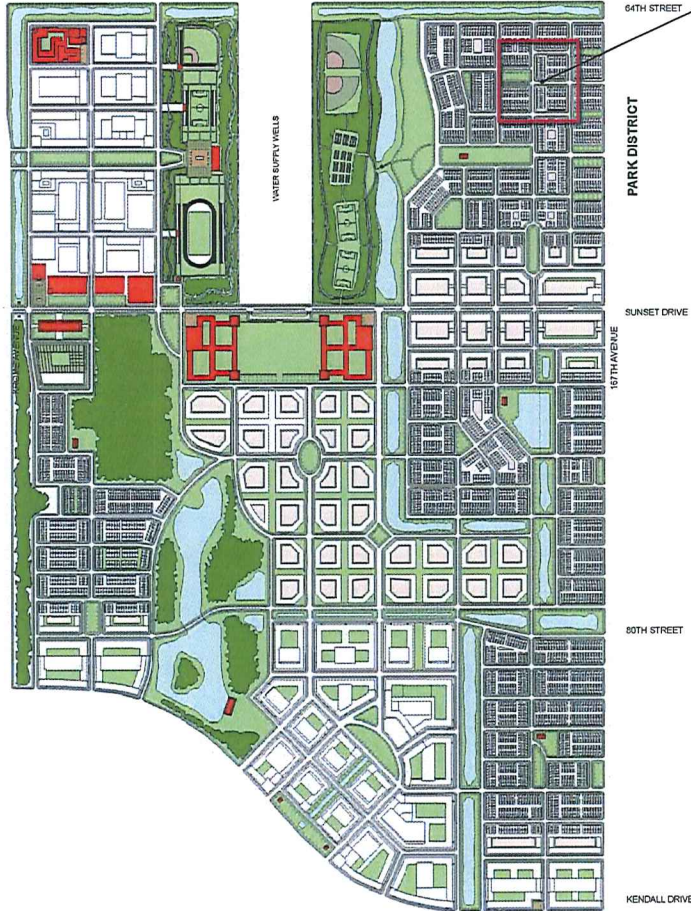 64TH STREET
WATER SUPPLY WELLS
PARK DISTRICT
SUNSET DRIVE
167TH AVENUE
80TH STREET
KENDALL DRIVE